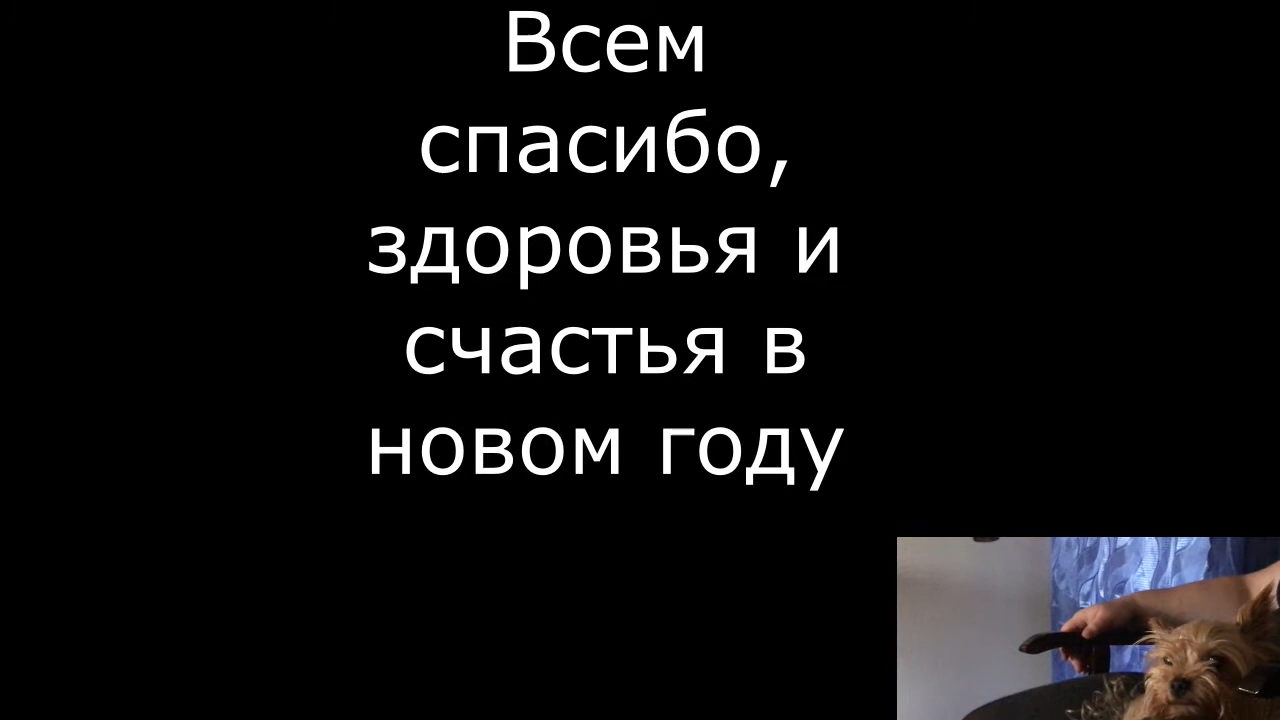 Всем
спасибо,
здоровья и
счастья в
новом году